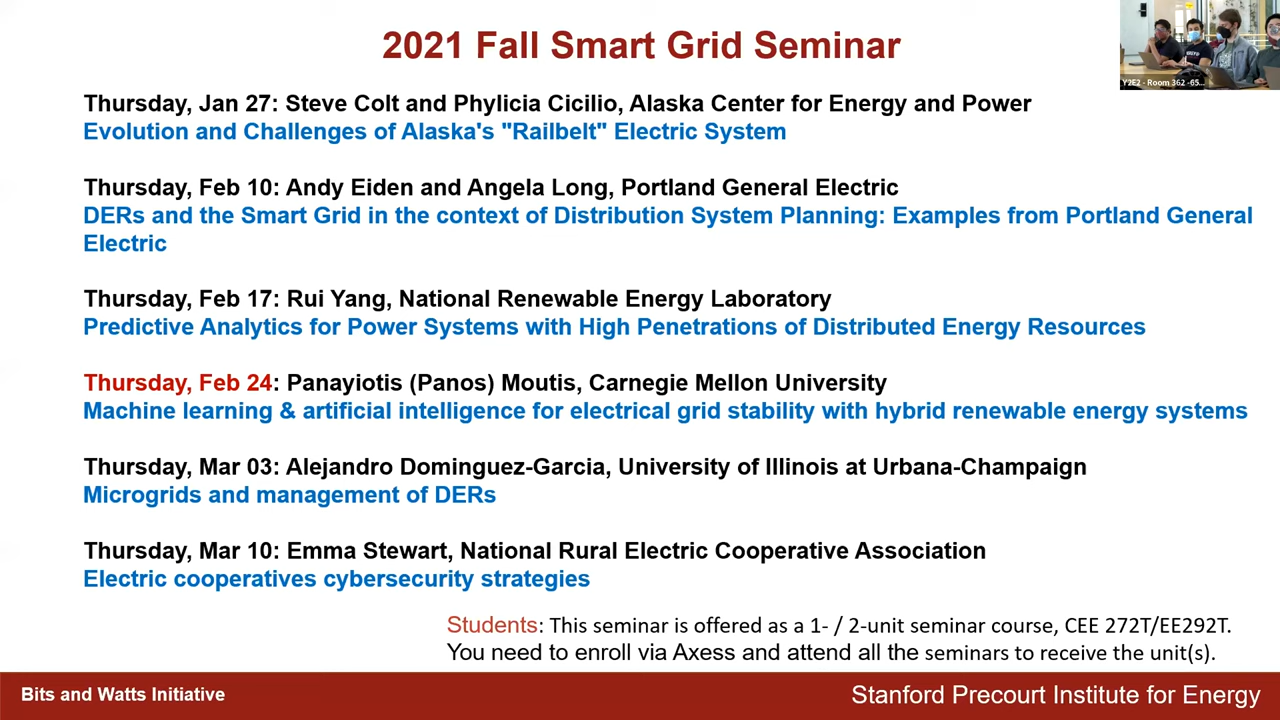 2021 Fall Smart Grid Seminar
Y2E2 - Room 362 -65...
Thursday, Jan 27: Steve Colt and Phylicia Cicilio, Alaska Center for Energy and Power
Evolution and Challenges of Alaska's "Railbelt" Electric System
Thursday, Feb 10: Andy Eiden and Angela Long, Portland General Electric
DERs and the Smart Grid in the context of Distribution System Planning: Examples from Portland General
Electric
Thursday, Feb 17: Rui Yang, National Renewable Energy Laboratory
Predictive Analytics for Power Systems with High Penetrations of Distributed Energy Resources
Thursday, Feb 24: Panayiotis (Panos) Moutis, Carnegie Mellon University
Machine learning & artificial intelligence for electrical grid stability with hybrid renewable energy systems
Thursday, Mar 03: Alejandro Dominguez-Garcia, University of Illinois at Urbana-Champaign
Microgrids and management of DERs
Thursday, Mar 10: Emma Stewart, National Rural Electric Cooperative Association
Electric cooperatives cybersecurity strategies
Students: This seminar is offered as a 1- / 2-unit seminar course, CEE 272T/EE292T.
You need to enroll via Axess and attend all the seminars to receive the unit(s).
Bits and Watts Initiative
Stanford Precourt Institute for Energy